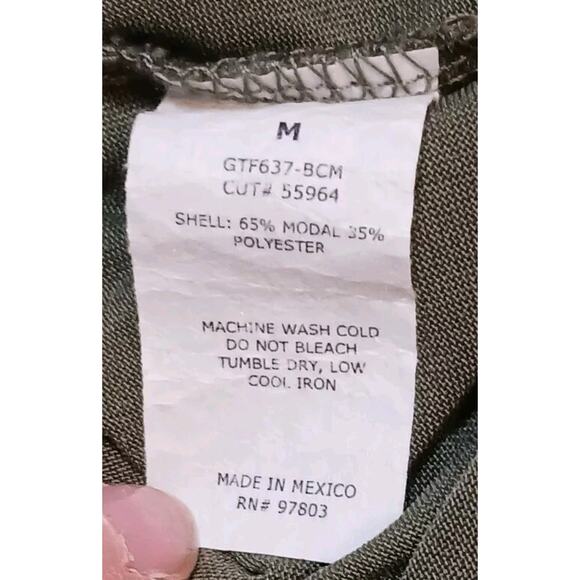 M
GTF637-BCM
CUT# 55964
SHELL: 65% MODAL 35%
POLYESTER
MACHINE WASH COLD
DO NOT BLEACH
TUMBLE DRY, LOW
COOL IRON
MADE IN MEXICO
RN# 97803